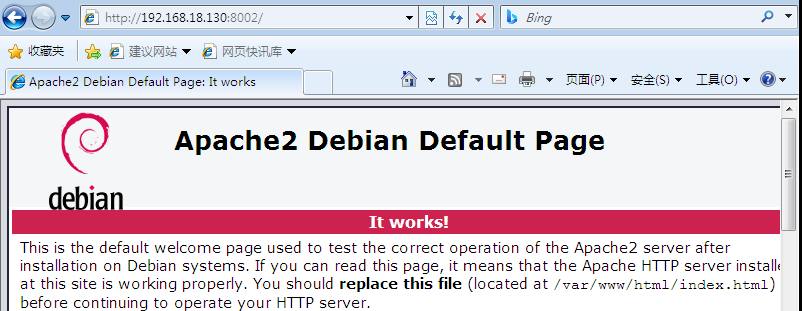 http://192.168.18.130:8002/
Bing
收藏夹
建议网站
网页快讯库
Apache2 Debian Default Page: It works
页面(P)
安全(S)
工具(O)
debian
Apache2 Debian Default Page
It works!
This is the default welcome page used to test the correct operation of the Apache2 server after
installation on Debian systems. If you can read this page, it means that the Apache HTTP server installe
at this site is working properly. You should replace this file (located at /var/www/html/index.html)
before continuing to operate your HTTP server.